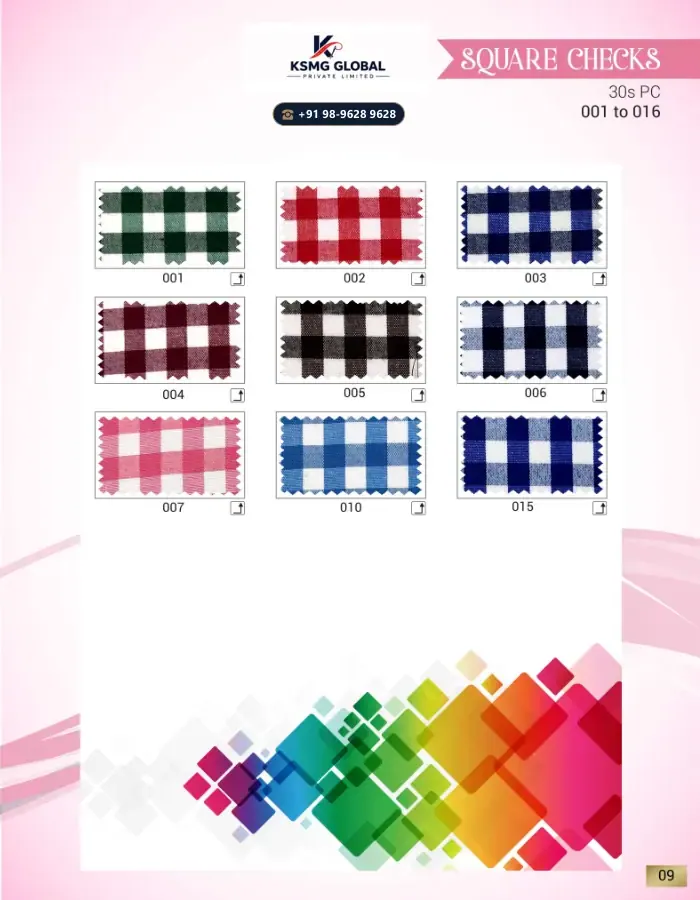 KSMG GLOBAL
PRIVATE LIMITED
+91 98-9628 9628
SQUARE CHECKS
30s PC
001 to 016
001
002
003
004
005
006
007
010
015
09